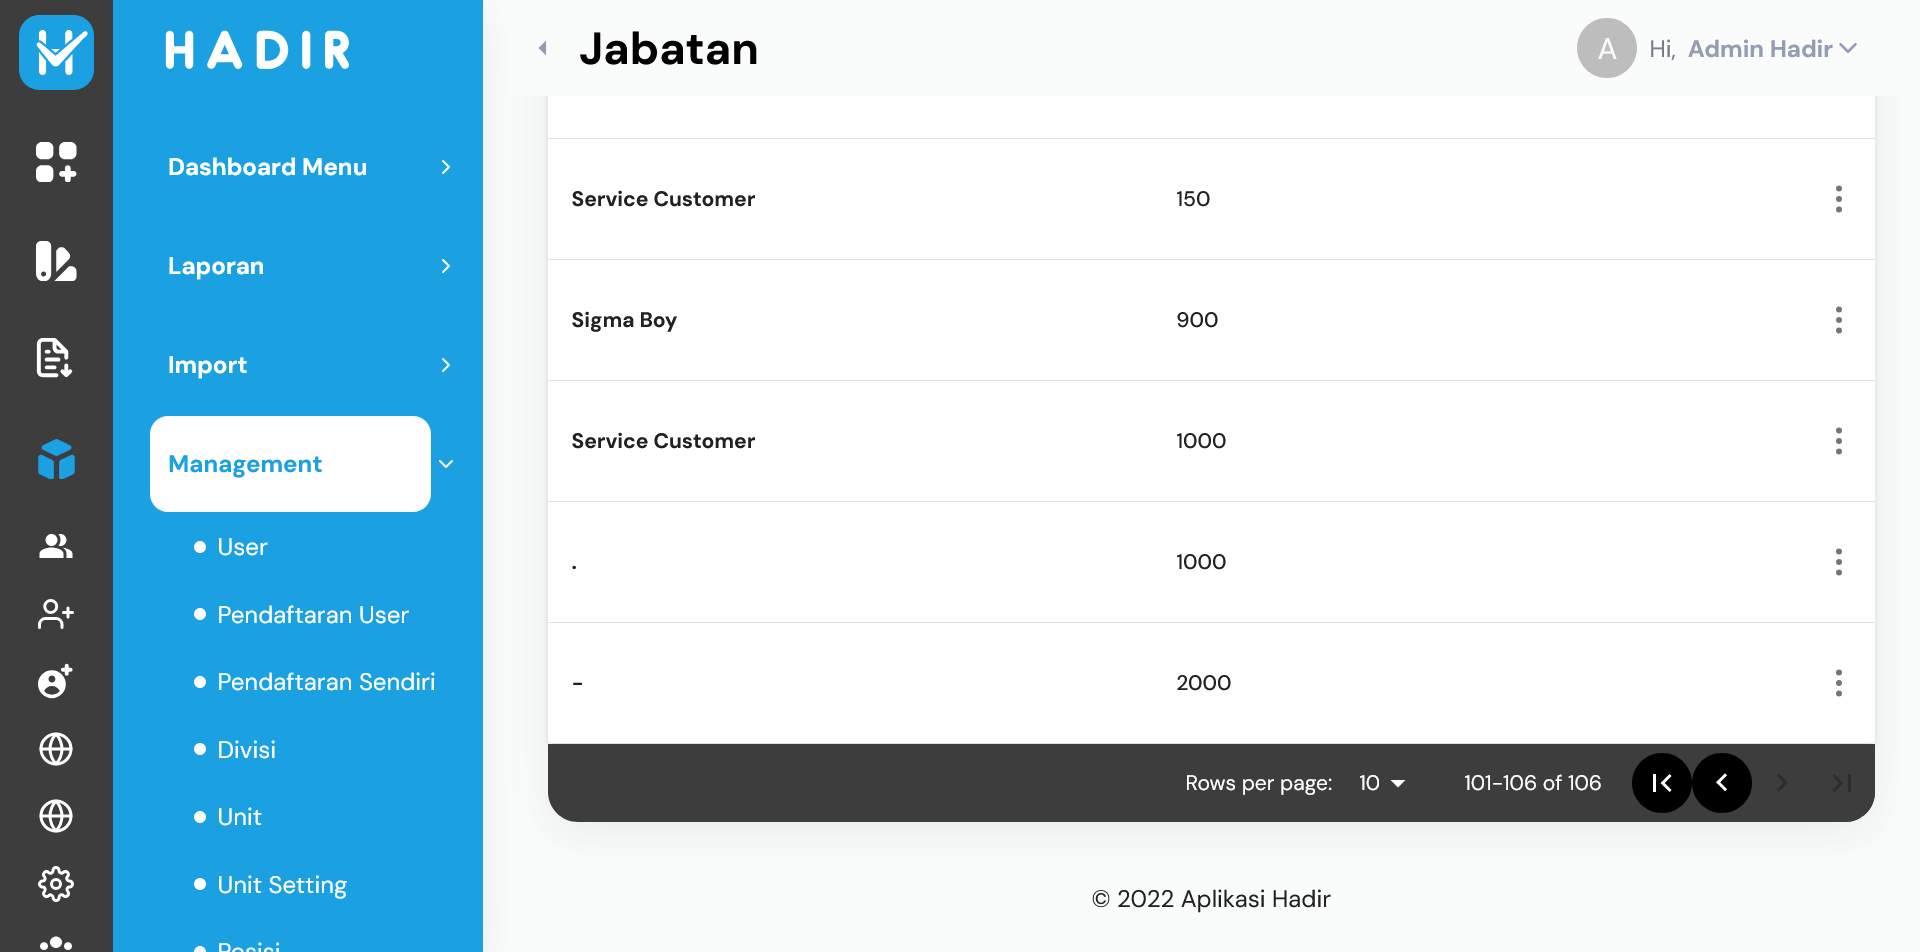 HADIR
Jabatan
A
Hi, Admin Hadir
Dashboard Menu
Laporan
Import
Management
User
Pendaftaran User
Pendaftaran Sendiri
Divisi
Unit
Unit Setting
Posisi
Service Customer 150
Sigma Boy 900
Service Customer 1000
. 1000
- 2000
Rows per page: 10 101-106 of 106
© 2022 Aplikasi Hadir